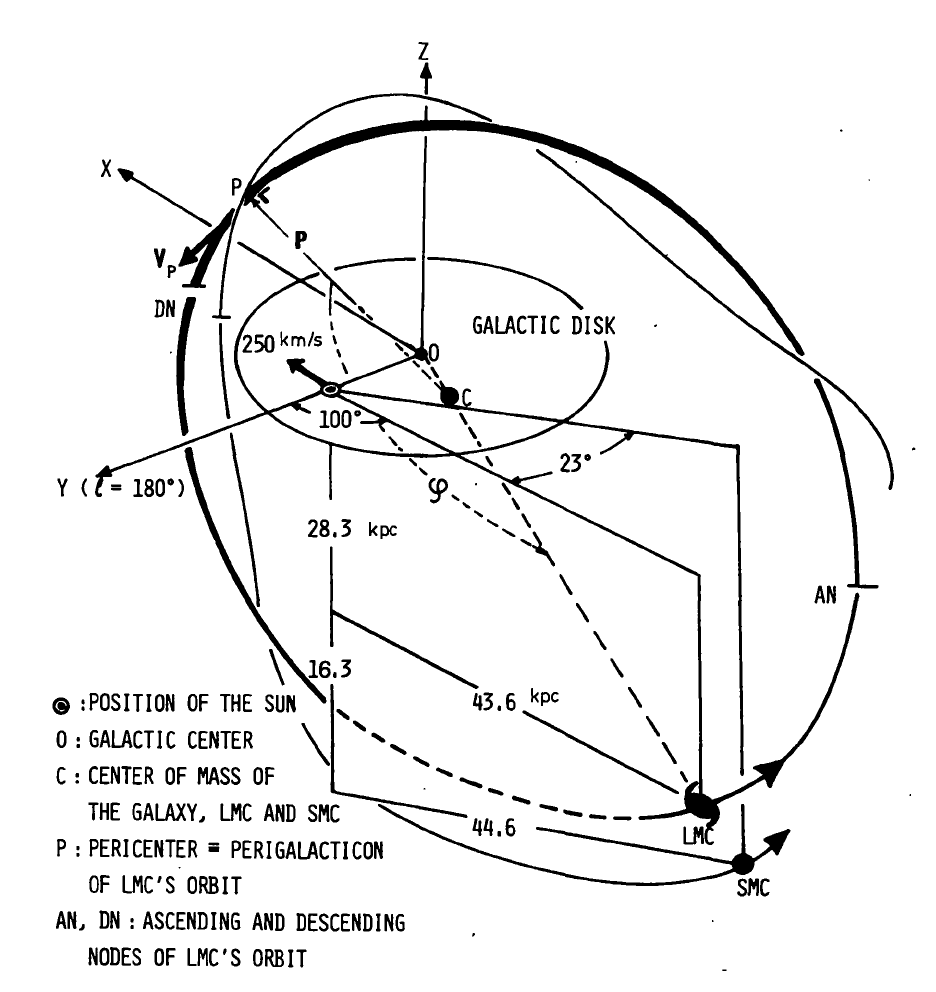 Z
X
P
P
V_P
DN
250 km/s
O
GALACTIC DISK
C
100°
23°
Y (ℓ = 180°)
φ
28.3 kpc
AN
16.3
43.6 kpc
44.6
LMC
SMC
◎ : POSITION OF THE SUN
O : GALACTIC CENTER
C : CENTER OF MASS OF
THE GALAXY, LMC AND SMC
P : PERICENTER ≡ PERIGALACTICON
OF LMC'S ORBIT
AN, DN : ASCENDING AND DESCENDING
NODES OF LMC'S ORBIT